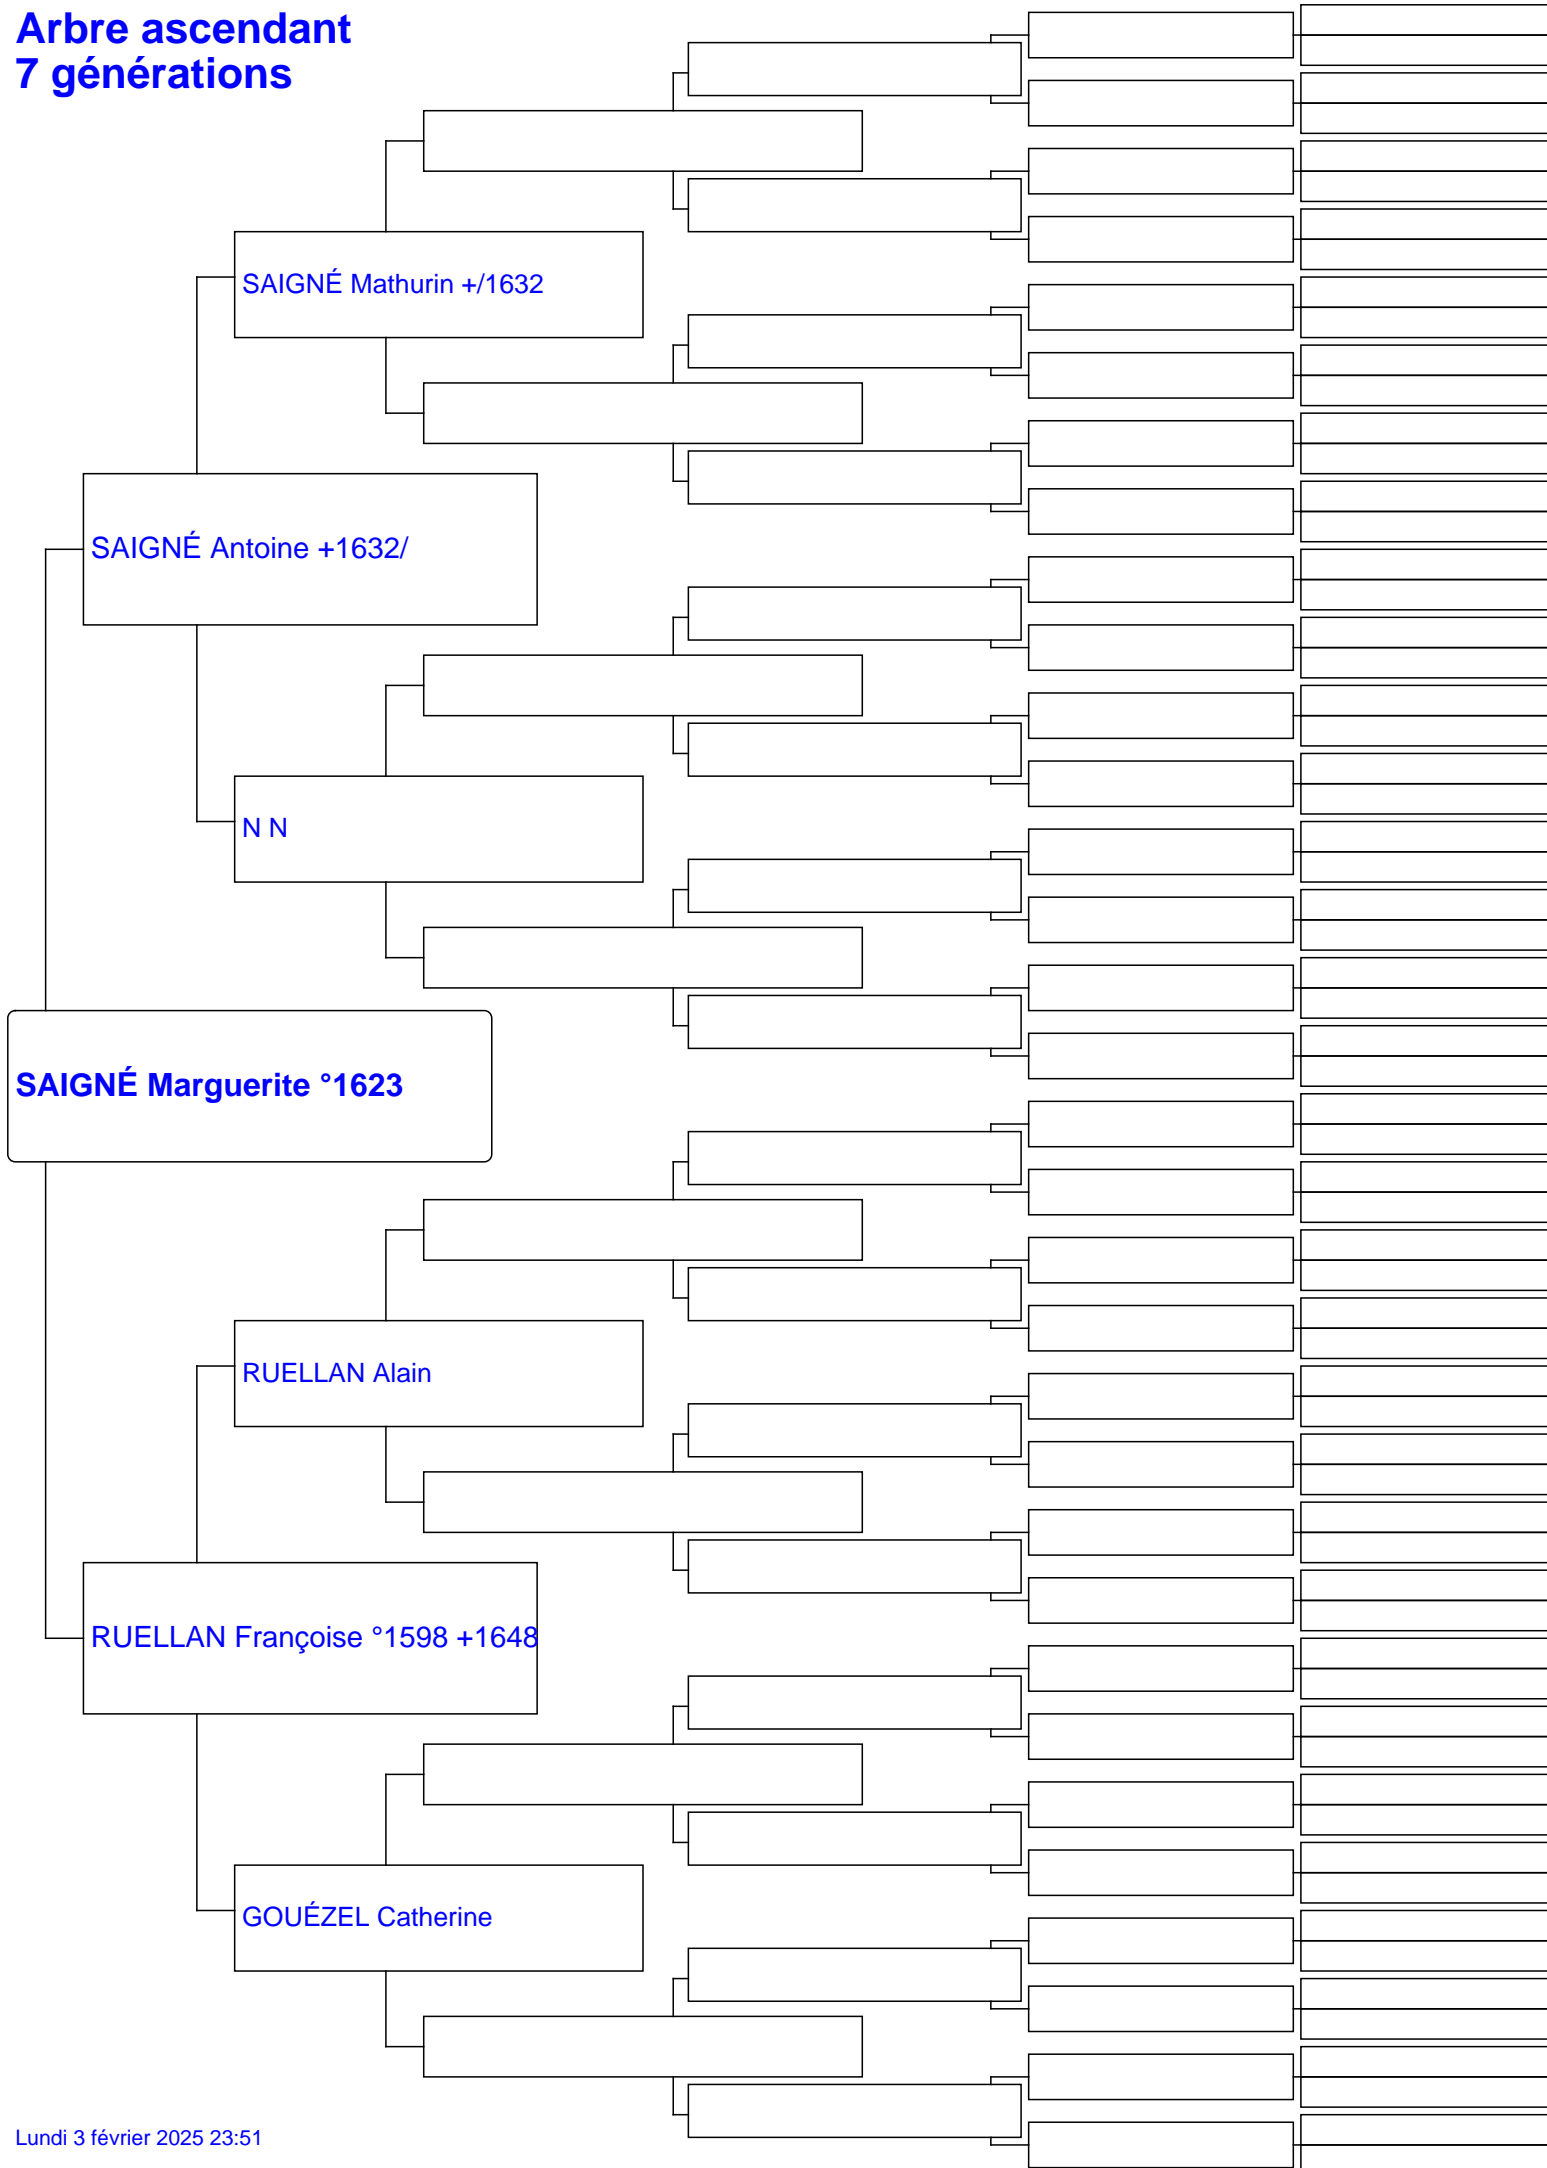 Arbre ascendant
7 générations
SAIGNÉ Mathurin +/1632
SAIGNÉ Antoine +1632/
N N
SAIGNÉ Marguerite °1623
RUELLAN Alain
RUELLAN Françoise °1598 +1648
GOUÉZEL Catherine
Lundi 3 février 2025 23:51